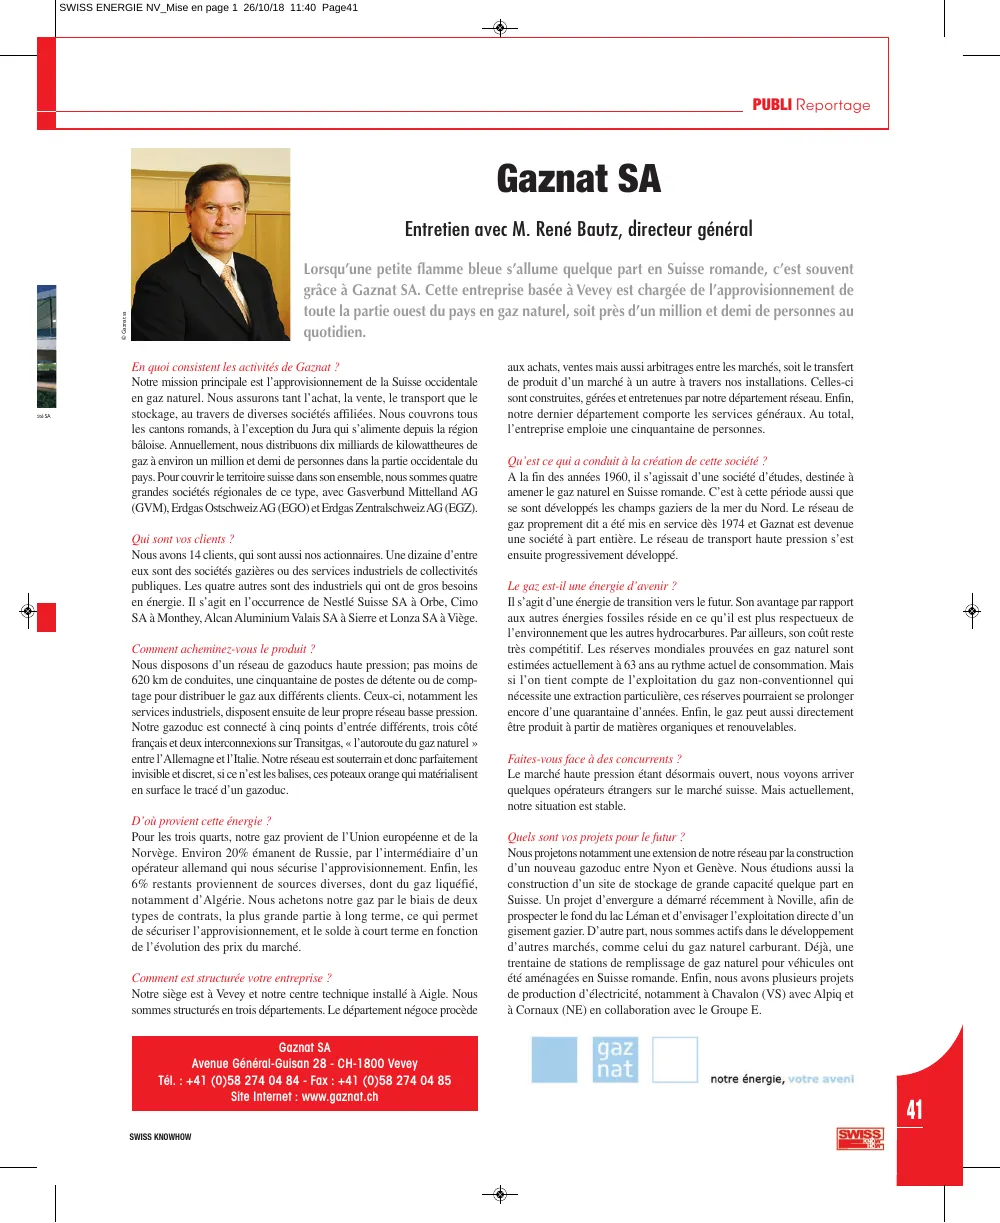 SWISS ENERGIE NV_Mise en page 1 26/10/18 11:40 Page41
PUBLI Reportage
Gaznat SA
Entretien avec M. René Bautz, directeur général
Lorsqu’une petite flamme bleue s’allume quelque part en Suisse romande, c’est souvent
grâce à Gaznat SA. Cette entreprise basée à Vevey est chargée de l’approvisionnement de
toute la partie ouest du pays en gaz naturel, soit près d’un million et demi de personnes au
quotidien.
© Gaznat sa
SA
En quoi consistent les activités de Gaznat ?
Notre mission principale est l’approvisionnement de la Suisse occidentale
en gaz naturel. Nous assurons tant l’achat, la vente, le transport que le
stockage, au travers de diverses sociétés affiliées. Nous couvrons tous
les cantons romands, à l’exception du Jura qui s’alimente depuis la région
bâloise. Annuellement, nous distribuons dix milliards de kilowattheures de
gaz à environ un million et demi de personnes dans la partie occidentale du
pays. Pour couvrir le territoire suisse dans son ensemble, nous sommes quatre
grandes sociétés régionales de ce type, avec Gasverbund Mittelland AG
(GVM), Erdgas Ostschweiz AG (EGO) et Erdgas Zentralschweiz AG (EGZ).
Qui sont vos clients ?
Nous avons 14 clients, qui sont aussi nos actionnaires. Une dizaine d’entre
eux sont des sociétés gazières ou des services industriels de collectivités
publiques. Les quatre autres sont des industriels qui ont de gros besoins
en énergie. Il s’agit en l’occurrence de Nestlé Suisse SA à Orbe, Cimo
SA à Monthey, Alcan Aluminium Valais SA à Sierre et Lonza SA à Viège.
Comment acheminez-vous le produit ?
Nous disposons d’un réseau de gazoducs haute pression; pas moins de
620 km de conduites, une cinquantaine de postes de détente ou de comp-
tage pour distribuer le gaz aux différents clients. Ceux-ci, notamment les
services industriels, disposent ensuite de leur propre réseau basse pression.
Notre gazoduc est connecté à cinq points d’entrée différents, trois côté
français et deux interconnexions sur Transitgas, « l’autoroute du gaz naturel »
entre l’Allemagne et l’Italie. Notre réseau est souterrain et donc parfaitement
invisible et discret, si ce n’est les balises, ces poteaux orange qui matérialisent
en surface le tracé d’un gazoduc.
D’où provient cette énergie ?
Pour les trois quarts, notre gaz provient de l’Union européenne et de la
Norvège. Environ 20% émanent de Russie, par l’intermédiaire d’un
opérateur allemand qui nous sécurise l’approvisionnement. Enfin, les
6% restants proviennent de sources diverses, dont du gaz liquéfié,
notamment d’Algérie. Nous achetons notre gaz par le biais de deux
types de contrats, la plus grande partie à long terme, ce qui permet
de sécuriser l’approvisionnement, et le solde à court terme en fonction
de l’évolution des prix du marché.
Comment est structurée votre entreprise ?
Notre siège est à Vevey et notre centre technique installé à Aigle. Nous
sommes structurés en trois départements. Le département négoce procède
aux achats, ventes mais aussi arbitrages entre les marchés, soit le transfert
de produit d’un marché à un autre à travers nos installations. Celles-ci
sont construites, gérées et entretenues par notre département réseau. Enfin,
notre dernier département comporte les services généraux. Au total,
l’entreprise emploie une cinquantaine de personnes.
Qu’est ce qui a conduit à la création de cette société ?
A la fin des années 1960, il s’agissait d’une société d’études, destinée à
amener le gaz naturel en Suisse romande. C’est à cette période aussi que
se sont développés les champs gaziers de la mer du Nord. Le réseau de
gaz proprement dit a été mis en service dès 1974 et Gaznat est devenue
une société à part entière. Le réseau de transport haute pression s’est
ensuite progressivement développé.
Le gaz est-il une énergie d’avenir ?
Il s’agit d’une énergie de transition vers le futur. Son avantage par rapport
aux autres énergies fossiles réside en ce qu’il est plus respectueux de
l’environnement que les autres hydrocarbures. Par ailleurs, son coût reste
très compétitif. Les réserves mondiales prouvées en gaz naturel sont
estimées actuellement à 63 ans au rythme actuel de consommation. Mais
si l’on tient compte de l’exploitation du gaz non-conventionnel qui
nécessite une extraction particulière, ces réserves pourraient se prolonger
encore d’une quarantaine d’années. Enfin, le gaz peut aussi directement
être produit à partir de matières organiques et renouvelables.
Faites-vous face à des concurrents ?
Le marché haute pression étant désormais ouvert, nous voyons arriver
quelques opérateurs étrangers sur le marché suisse. Mais actuellement,
notre situation est stable.
Quels sont vos projets pour le futur ?
Nous projetons notamment une extension de notre réseau par la construction
d’un nouveau gazoduc entre Nyon et Genève. Nous étudions aussi la
construction d’un site de stockage de grande capacité quelque part en
Suisse. Un projet d’envergure a démarré récemment à Noville, afin de
prospecter le fond du lac Léman et d’envisager l’exploitation directe d’un
gisement gazier. D’autre part, nous sommes actifs dans le développement
d’autres marchés, comme celui du gaz naturel carburant. Déjà, une
trentaine de stations de remplissage de gaz naturel pour véhicules ont
été aménagées en Suisse romande. Enfin, nous avons plusieurs projets
de production d’électricité, notamment à Chavalon (VS) avec Alpiq et
à Cornaux (NE) en collaboration avec le Groupe E.
Gaznat SA
Avenue Général-Guisan 28 - CH-1800 Vevey
Tél. : +41 (0)58 274 04 84 - Fax : +41 (0)58 274 04 85
Site Internet : www.gaznat.ch
gaz
nat
notre énergie, votre aveni
SWISS KNOWHOW
SWISS
41